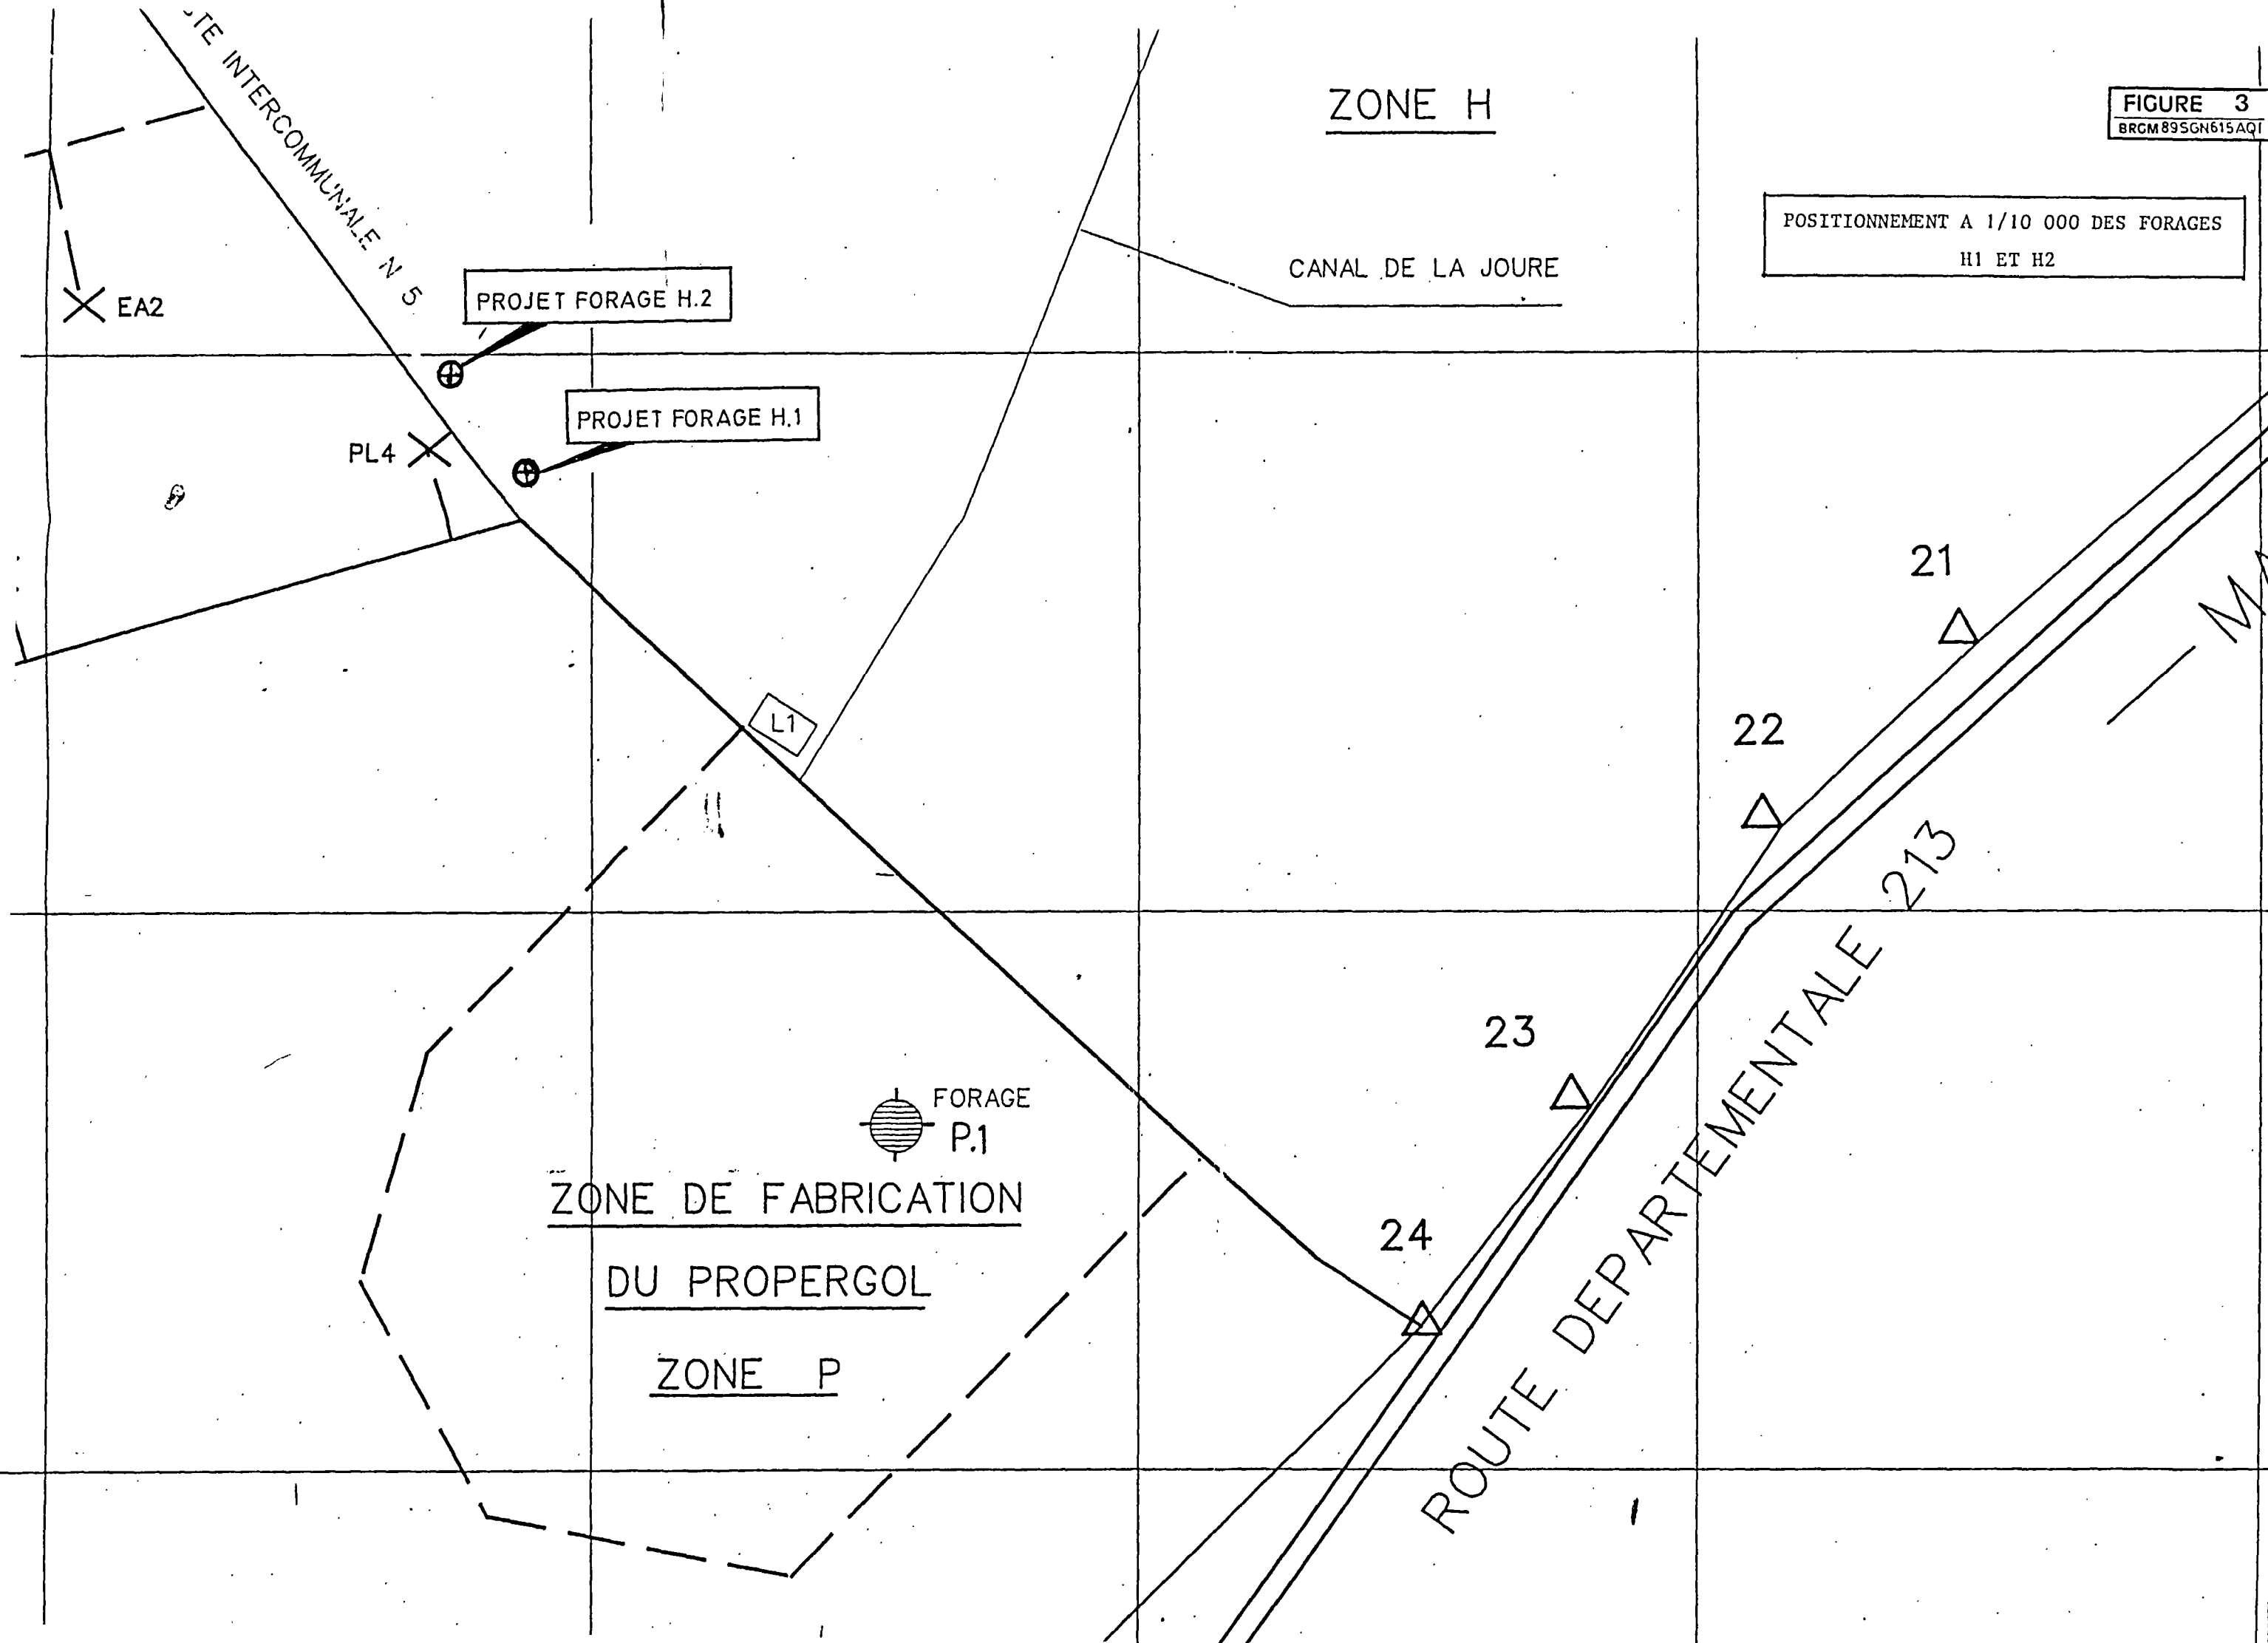 ZONE H
FIGURE 3
BRGM89SGN615AQI
POSITIONNEMENT A 1/10 000 DES FORAGES
H1 ET H2
INTERCOMMUNALE N 5
CANAL DE LA JOURE
EA2
PROJET FORAGE H.2
PROJET FORAGE H.1
PL4
L1
21
22
23
24
FORAGE
P.1
ZONE DE FABRICATION
DU PROPERGOL
ZONE P
ROUTE DEPARTEMENTALE 213